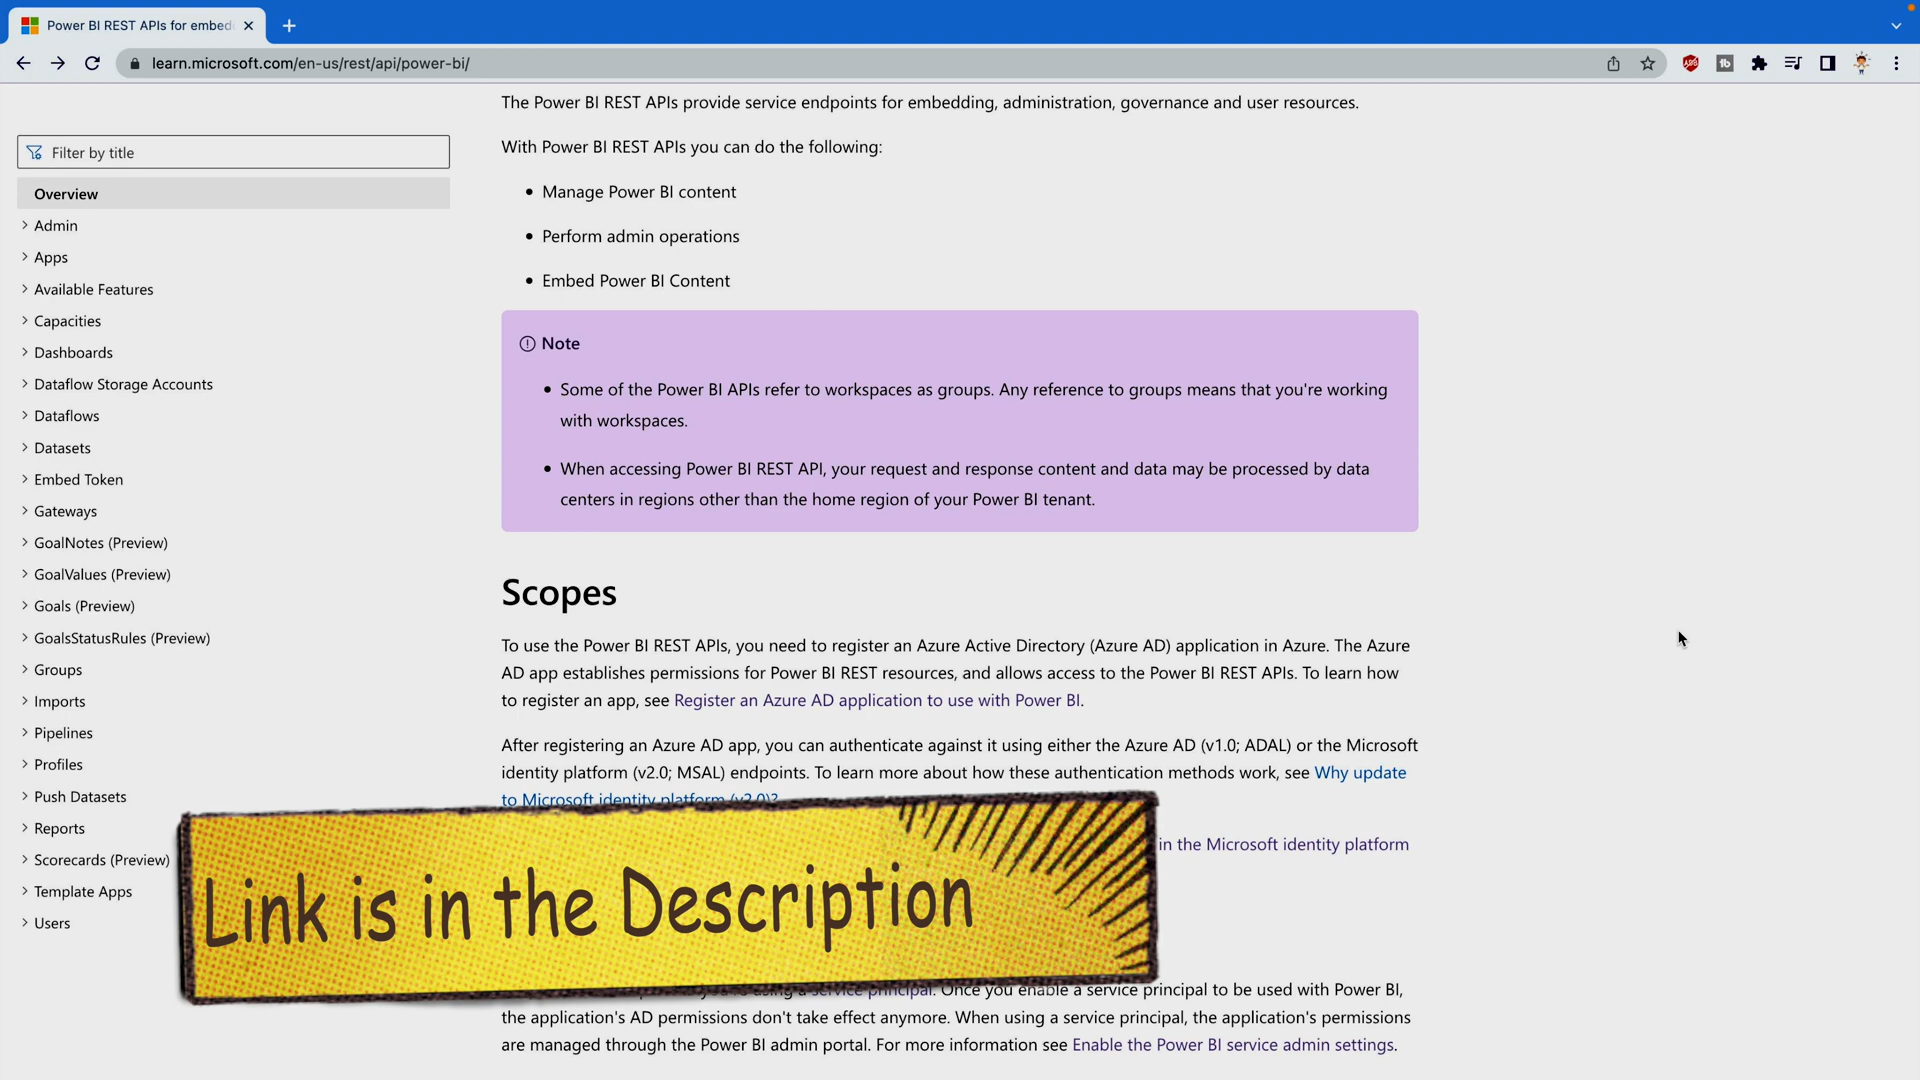 Power BI REST APIs for embed
learn.microsoft.com/en-us/rest/api/power-bi/
The Power BI REST APIs provide service endpoints for embedding, administration, governance and user resources.
With Power BI REST APIs you can do the following:
Manage Power BI content
Perform admin operations
Embed Power BI Content
Note
Some of the Power BI APIs refer to workspaces as groups. Any reference to groups means that you're working
with workspaces.
When accessing Power BI REST API, your request and response content and data may be processed by data
centers in regions other than the home region of your Power BI tenant.
Scopes
To use the Power BI REST APIs, you need to register an Azure Active Directory (Azure AD) application in Azure. The Azure
AD app establishes permissions for Power BI REST resources, and allows access to the Power BI REST APIs. To learn how
to register an app, see Register an Azure AD application to use with Power BI.
After registering an Azure AD app, you can authenticate against it using either the Azure AD (v1.0; ADAL) or the Microsoft
identity platform (v2.0; MSAL) endpoints. To learn more about how these authentication methods work, see Why update
to Microsoft identity platform (v2.0)?
in the Microsoft identity platform
using a service principal. Once you enable a service principal to be used with Power BI,
the application's AD permissions don't take effect anymore. When using a service principal, the application's permissions
are managed through the Power BI admin portal. For more information see Enable the Power BI service admin settings.
Filter by title
Overview
Admin
Apps
Available Features
Capacities
Dashboards
Dataflow Storage Accounts
Dataflows
Datasets
Embed Token
Gateways
GoalNotes (Preview)
GoalValues (Preview)
Goals (Preview)
GoalsStatusRules (Preview)
Groups
Imports
Pipelines
Profiles
Push Datasets
Reports
Scorecards (Preview)
Template Apps
Users
Link is in the Description